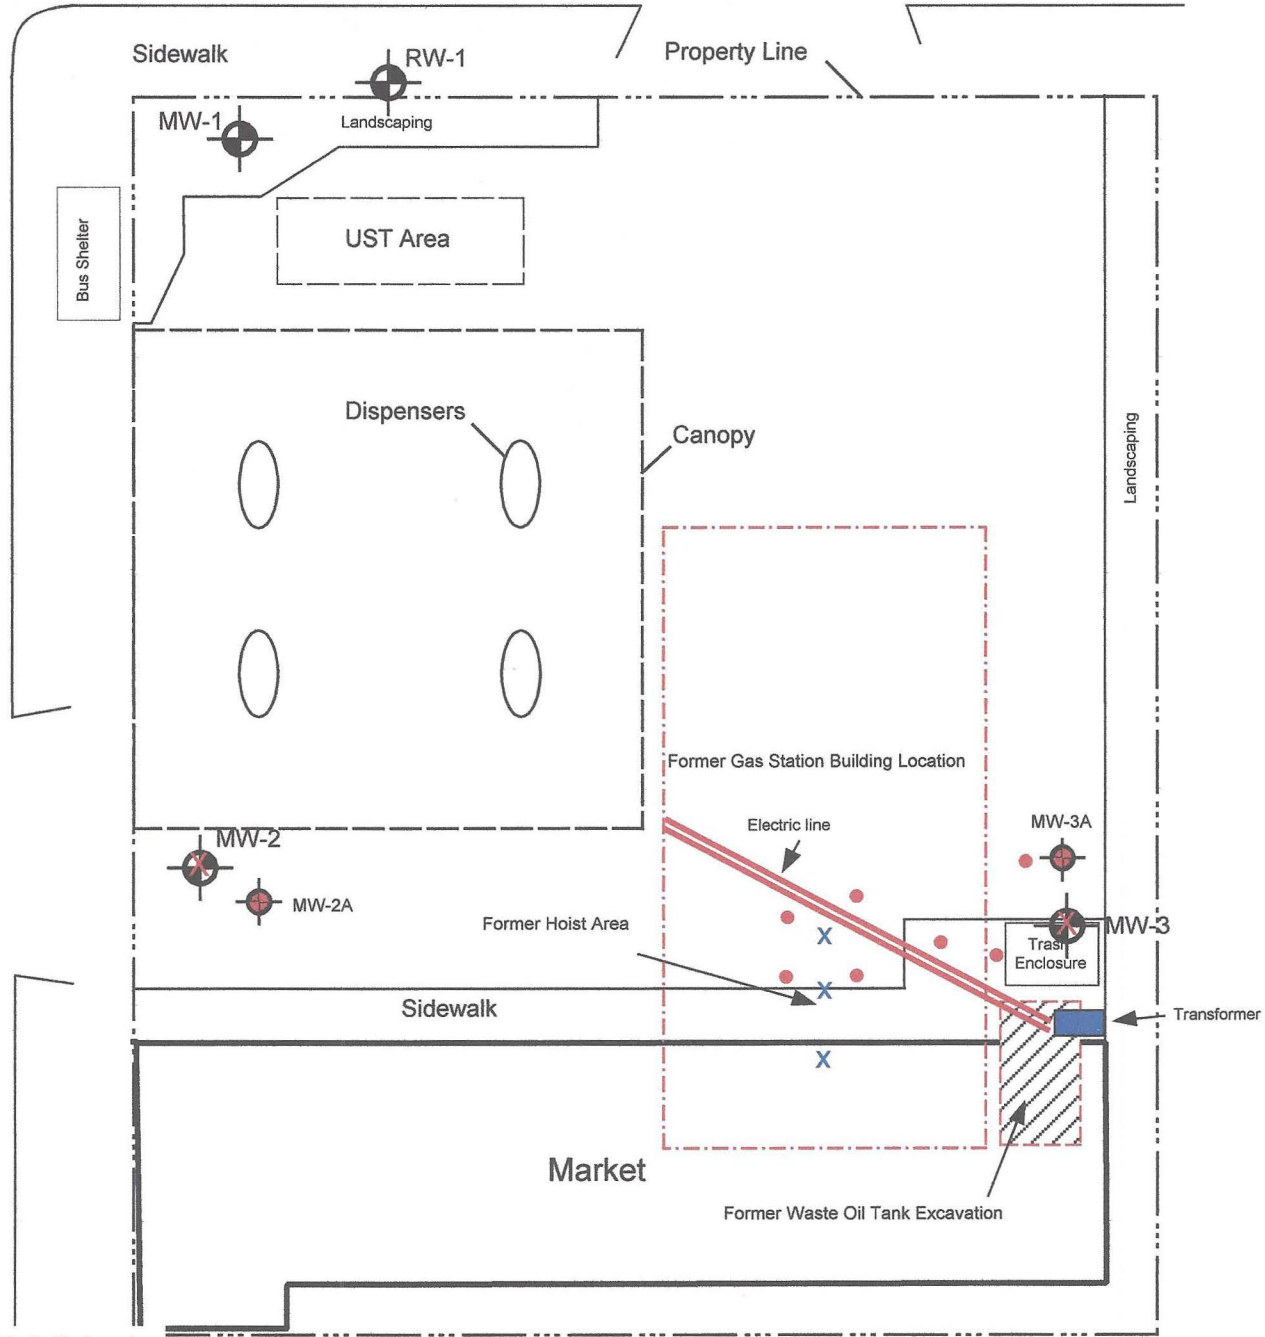 Sidewalk
RW-1
Property Line
MW-1
Landscaping
Bus Shelter
UST Area
Dispensers
Canopy
Landscaping
Former Gas Station Building Location
Electric line
MW-3A
MW-2
X
MW-2A
Former Hoist Area
X
X
MW-3
Trash
Enclosure
X
Sidewalk
Transformer
X
Market
Former Waste Oil Tank Excavation